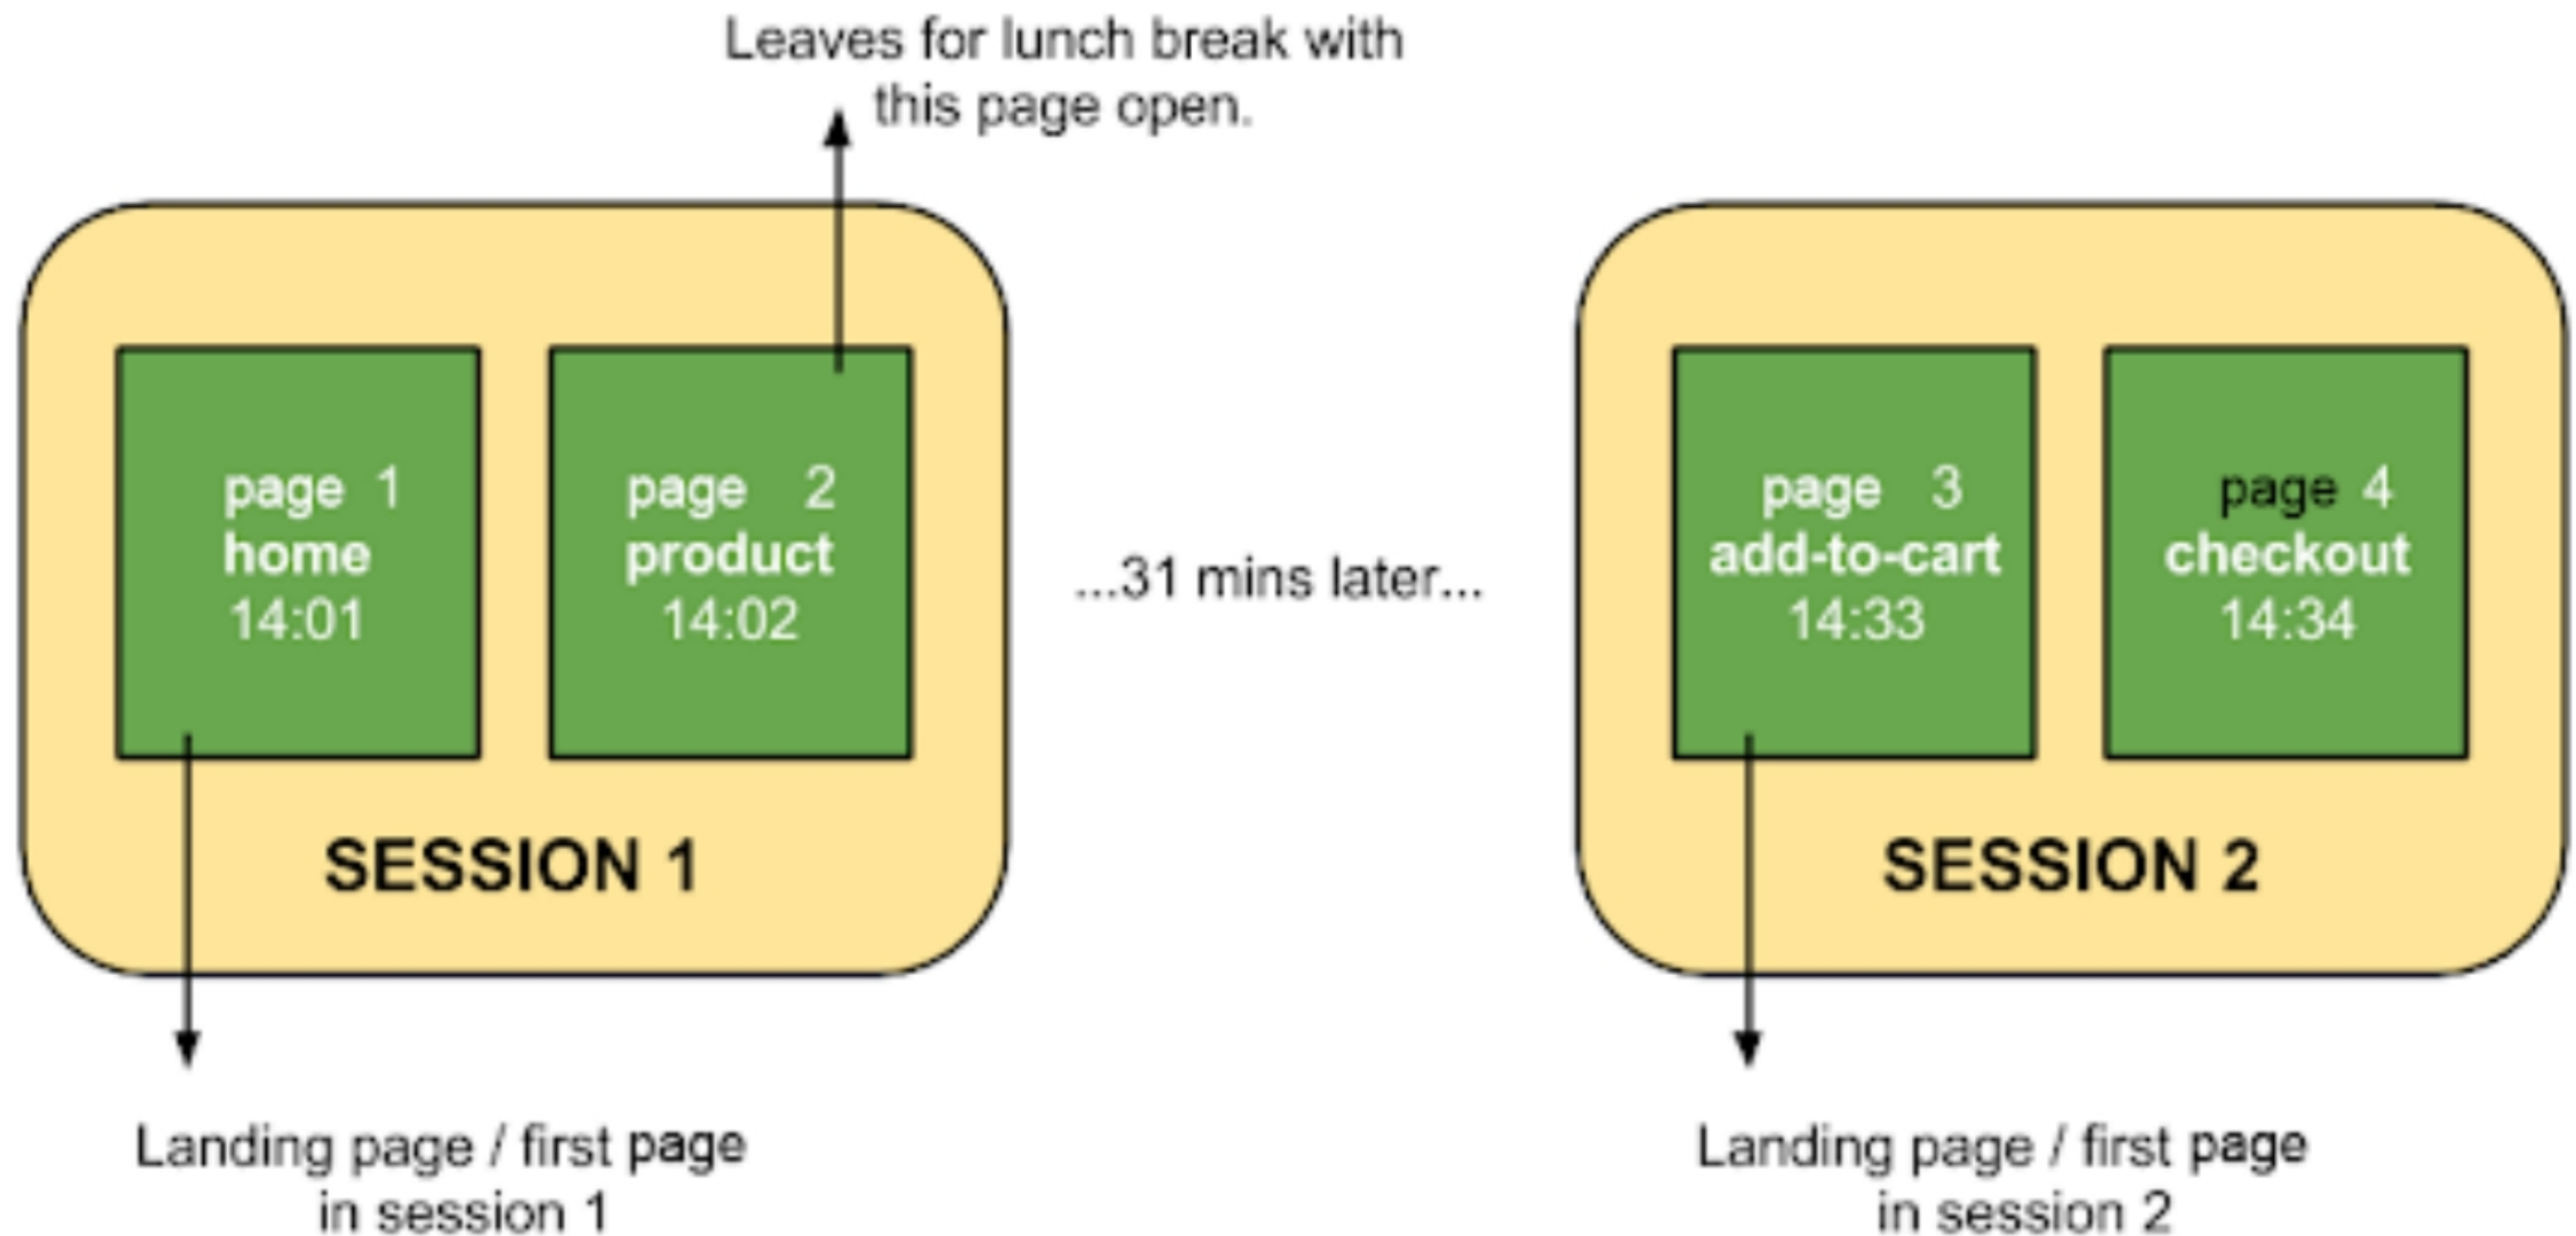 Leaves for lunch break with
this page open.
page 1
home
14:01
page 2
product
14:02
SESSION 1
...31 mins later...
page 3
add-to-cart
14:33
page 4
checkout
14:34
SESSION 2
Landing page / first page
in session 1
Landing page / first page
in session 2